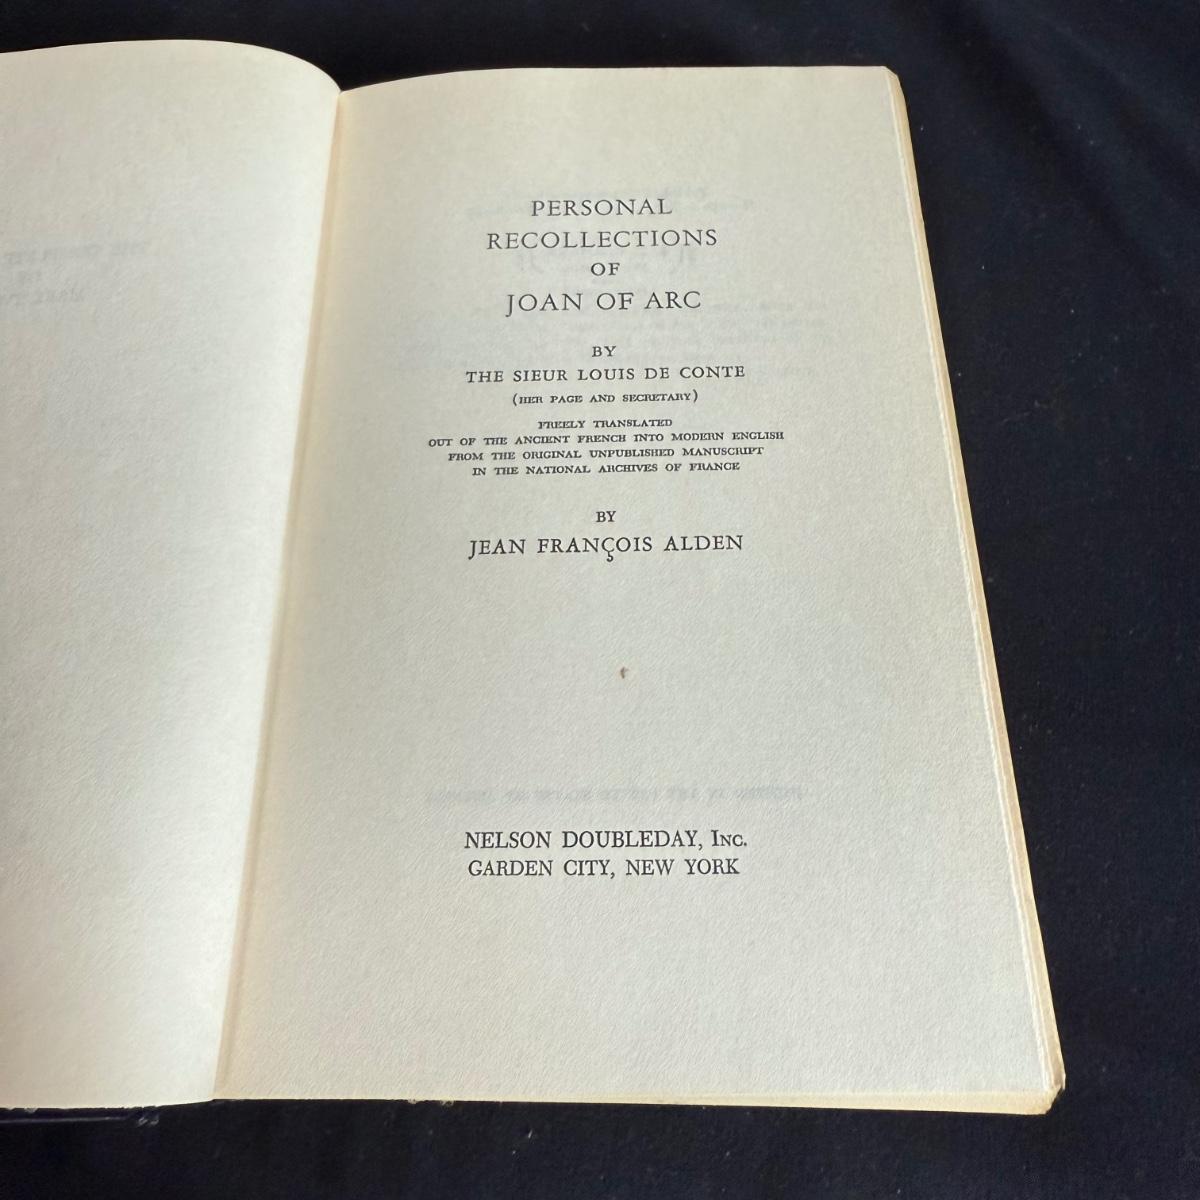 PERSONAL
RECOLLECTIONS
OF
JOAN OF ARC
BY
THE SIEUR LOUIS DE CONTE
(HER PAGE AND SECRETARY)
FREELY TRANSLATED
OUT OF THE ANCIENT FRENCH INTO MODERN ENGLISH
FROM THE ORIGINAL UNPUBLISHED MANUSCRIPT
IN THE NATIONAL ARCHIVES OF FRANCE
BY
JEAN FRANÇOIS ALDEN
NELSON DOUBLEDAY, INC.
GARDEN CITY, NEW YORK